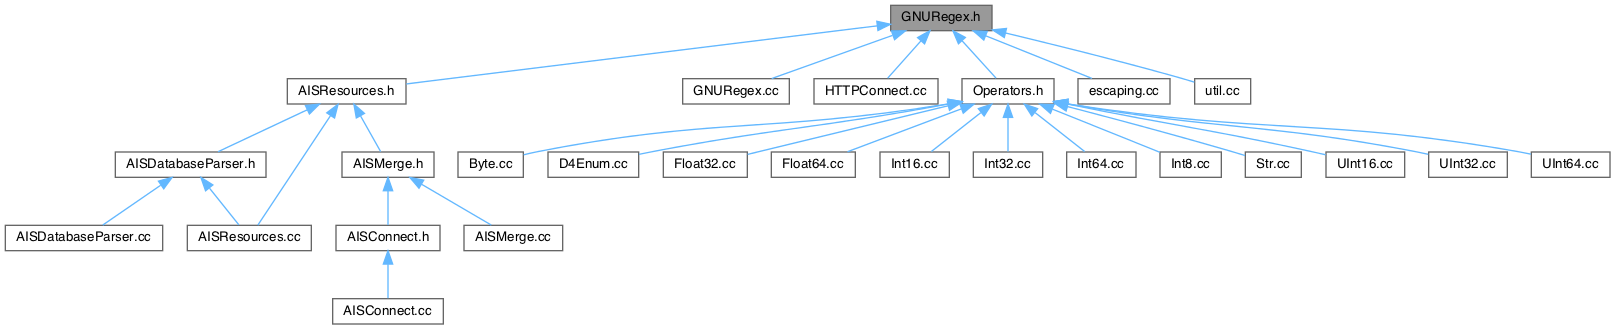 GNURegex.h
AISResources.h
GNURegex.cc
HTTPConnect.cc
Operators.h
escaping.cc
util.cc
AISDatabaseParser.h
AISMerge.h
Byte.cc
D4Enum.cc
Float32.cc
Float64.cc
Int16.cc
Int32.cc
Int64.cc
Int8.cc
Str.cc
UInt16.cc
UInt32.cc
UInt64.cc
AISDatabaseParser.cc
AISResources.cc
AISConnect.h
AISMerge.cc
AISConnect.cc